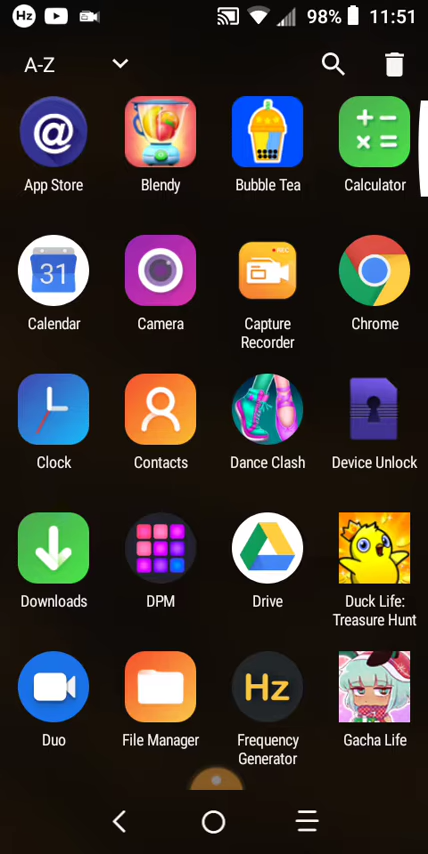 Hz 98% 11:51
A-Z
@
App Store Blendy Bubble Tea Calculator
31 REC
Calendar Camera Capture Recorder Chrome
Clock Contacts Dance Clash Device Unlock
Downloads DPM Drive Duck Life: Treasure Hunt
Hz
Duo File Manager Frequency Generator Gacha Life